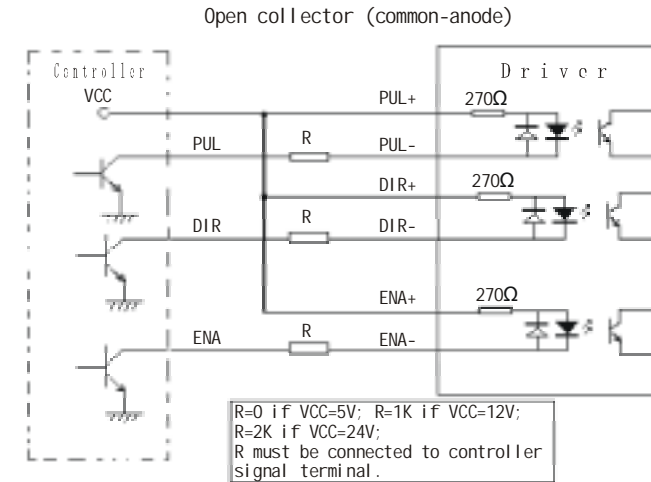 Open collector (common-anode)
Controller
Driver
VCC
PUL+
270Ω
PUL
R
PUL-
DIR+
270Ω
DIR
R
DIR-
ENA+
270Ω
ENA
R
ENA-
R=0 if VCC=5V; R=1K if VCC=12V;
R=2K if VCC=24V;
R must be connected to controller
signal terminal.